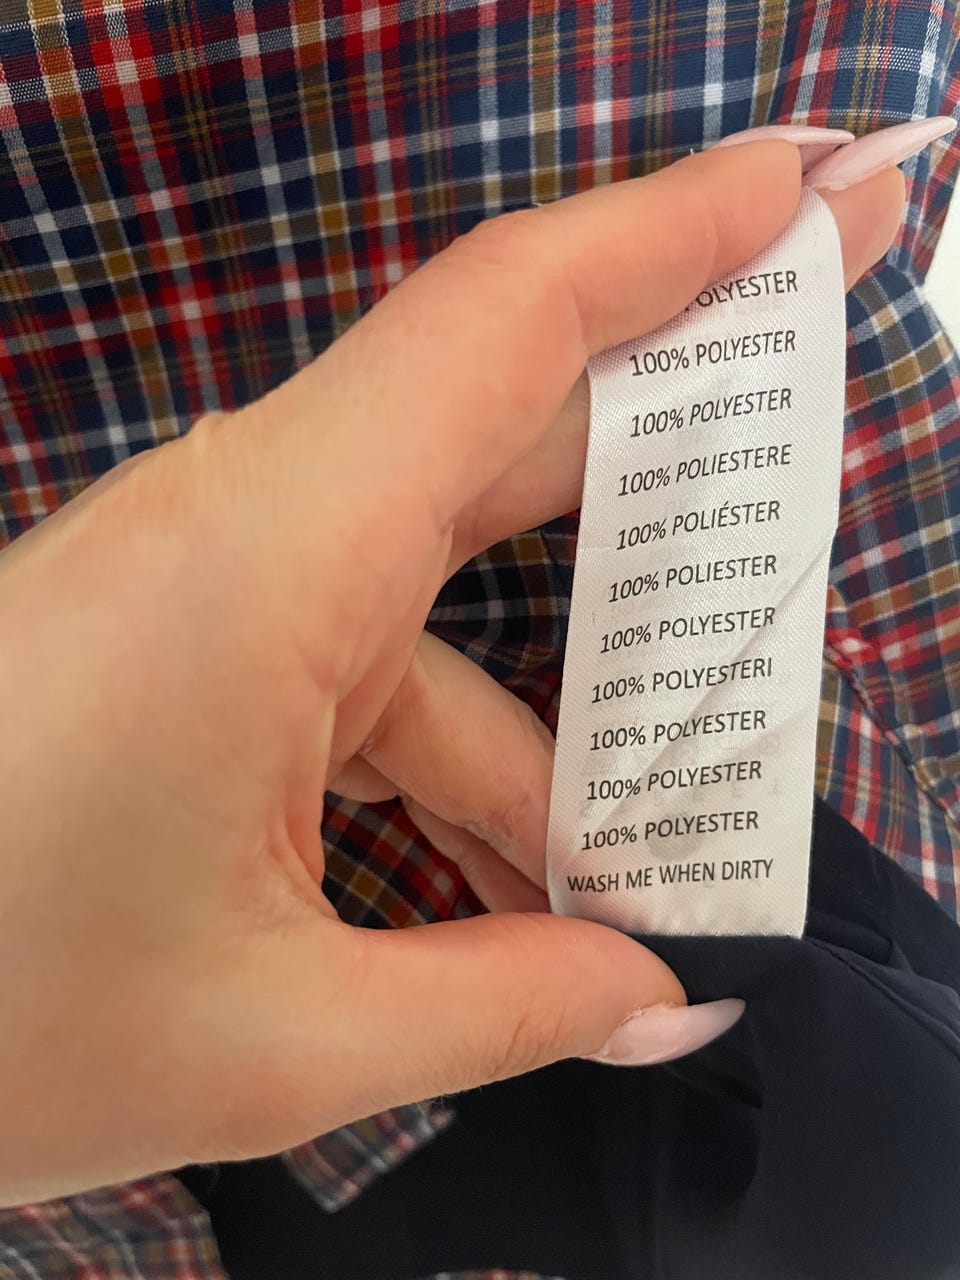 POLYESTER
100% POLYESTER
100% POLYESTER
100% POLIESTERE
100% POLIÉSTER
100% POLIESTER
100% POLYESTER
100% POLYESTERI
100% POLYESTER
100% POLYESTER
100% POLYESTER
WASH ME WHEN DIRTY